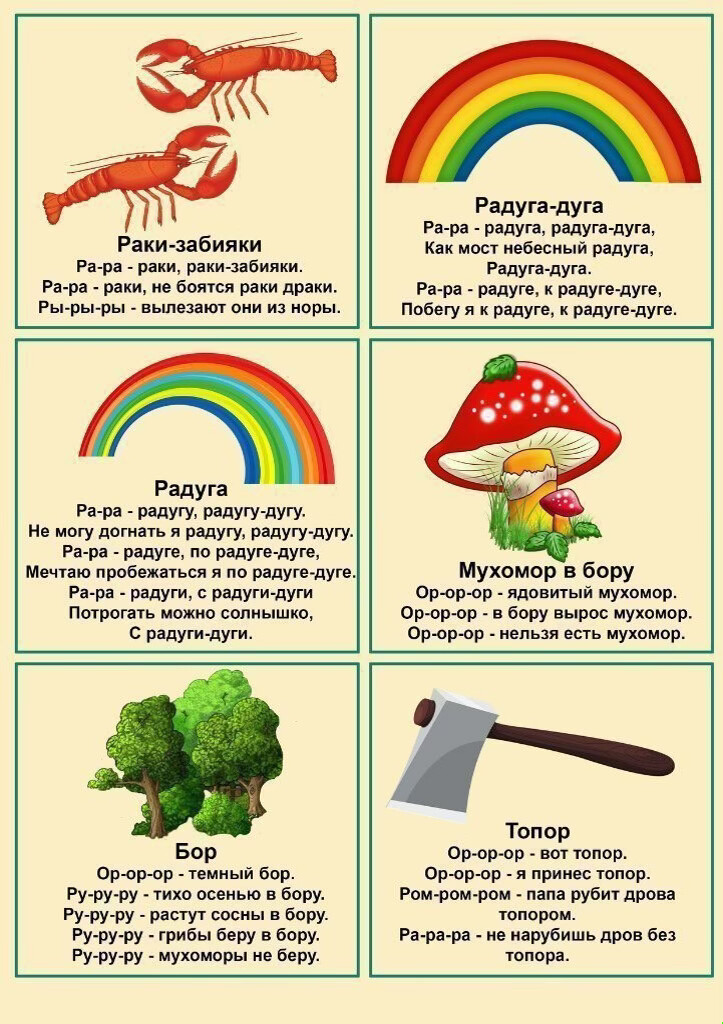 Раки-забияки
Ра-ра - раки, раки-забияки.
Ра-ра - раки, не боятся раки драки.
Ры-ры-ры - вылезают они из норы.
Радуга-дуга
Ра-ра - радуга, радуга-дуга,
Как мост небесный радуга,
Радуга-дуга.
Ра-ра - радуге, к радуге-дуге,
Побегу я к радуге, к радуге-дуге.
Радуга
Ра-ра - радугу, радугу-дугу.
Не могу догнать я радугу, радугу-дугу.
Ра-ра - радуге, по радуге-дуге,
Мечтаю пробежаться я по радуге-дуге.
Ра-ра - радуги, с радуги-дуги
Потрогать можно солнышко,
С радуги-дуги.
Мухомор в бору
Ор-ор-ор - ядовитый мухомор.
Ор-ор-ор - в бору вырос мухомор.
Ор-ор-ор - нельзя есть мухомор.
Бор
Ор-ор-ор - темный бор.
Ру-ру-ру - тихо осенью в бору.
Ру-ру-ру - растут сосны в бору.
Ру-ру-ру - грибы беру в бору.
Ру-ру-ру - мухоморы не беру.
Топор
Ор-ор-ор - вот топор.
Ор-ор-ор - я принес топор.
Ром-ром-ром - папа рубит дрова
топором.
Ра-ра-ра - не нарубишь дров без
топора.